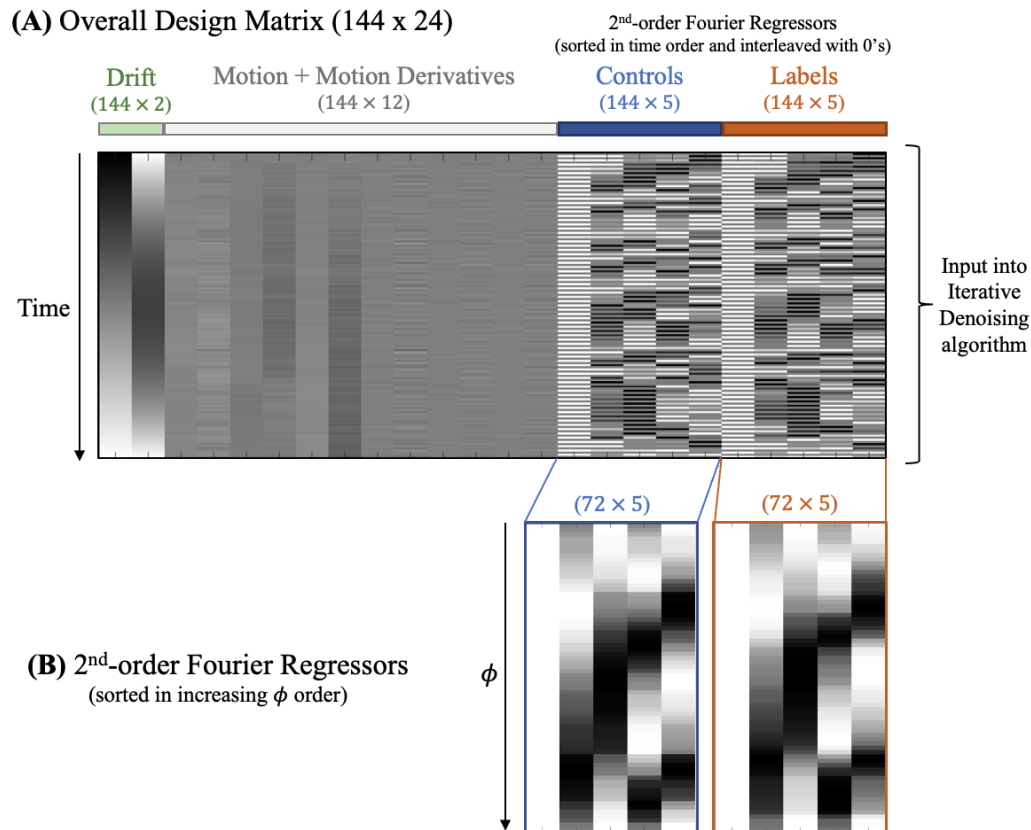 (A) Overall Design Matrix (144 x 24)
2nd-order Fourier Regressors
(sorted in time order and interleaved with 0's)
Drift
(144 × 2)
Motion + Motion Derivatives
(144 × 12)
Controls
(144 × 5)
Labels
(144 × 5)
Time
Input into
Iterative
Denoising
algorithm
(72 × 5)
(72 × 5)
(B) 2nd-order Fourier Regressors
(sorted in increasing ϕ order)
ϕ